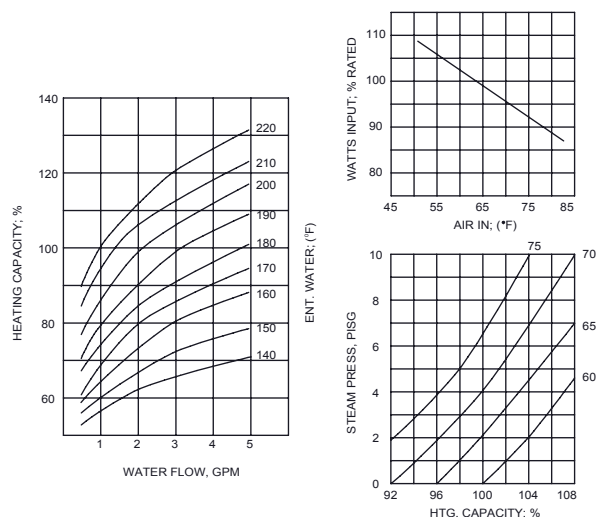 140
120
100
80
60
HEATING CAPACITY; %
220
210
200
190
180
170
160
150
140
ENT. WATER; (°F)
1 2 3 4 5
WATER FLOW, GPM
110
100
90
80
WATTS INPUT; % RATED
45 55 65 75 85
AIR IN; (°F)
10
8
6
4
2
0
STEAM PRESS, PISG
75
70
65
60
92 96 100 104 108
HTG. CAPACITY; %